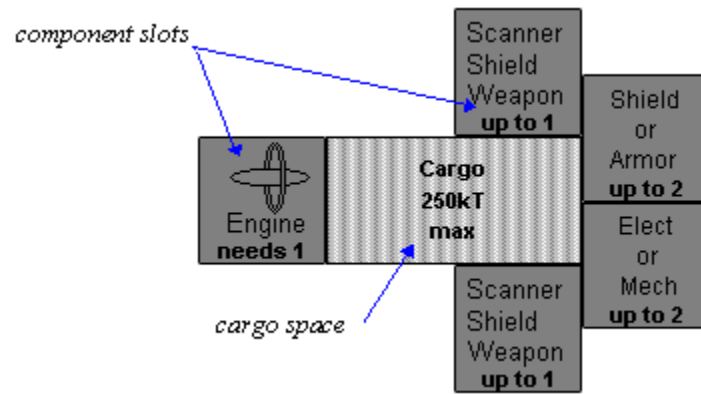 component slots
Scanner
Shield
Weapon
up to 1
Shield
or
Armor
up to 2
Engine
needs 1
Cargo
250kT
max
Elect
or
Mech
up to 2
cargo space
Scanner
Shield
Weapon
up to 1